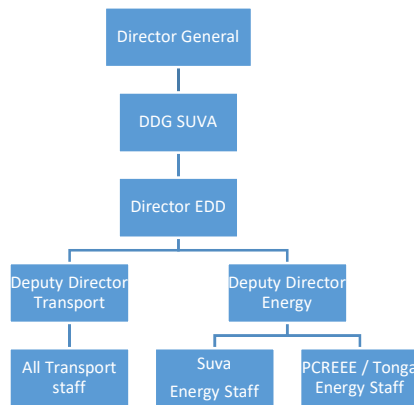 Director General
DDG SUVA
Director EDD
Deputy Director
Transport
Deputy Director
Energy
All Transport
staff
Suva
Energy Staff
PCREEE / Tonga
Energy Staff